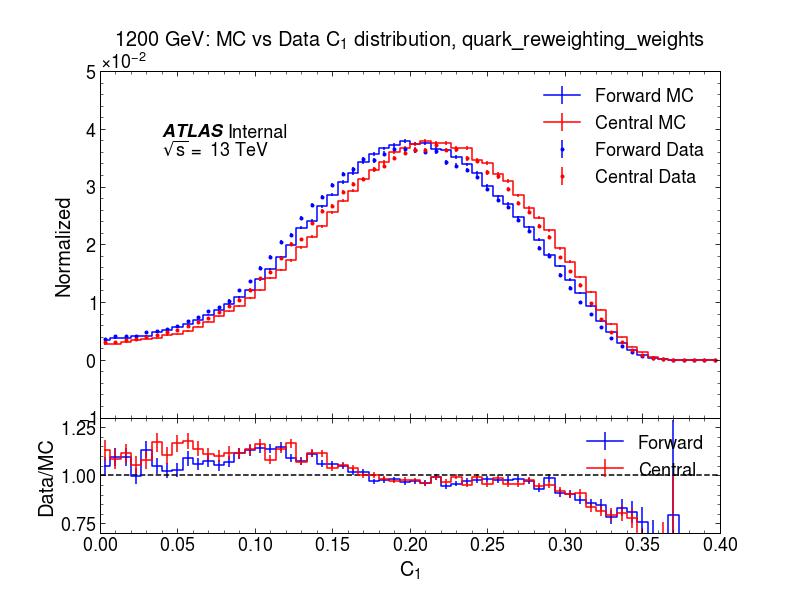 1200 GeV: MC vs Data C₁ distribution, quark_reweighting_weights
×10⁻²
5
4
3
2
1
0
−1
Normalized
ATLAS Internal
√s = 13 TeV
Forward MC
Central MC
Forward Data
Central Data
1.25
1.00
0.75
Data/MC
Forward
Central
0.00 0.05 0.10 0.15 0.20 0.25 0.30 0.35 0.40
C₁